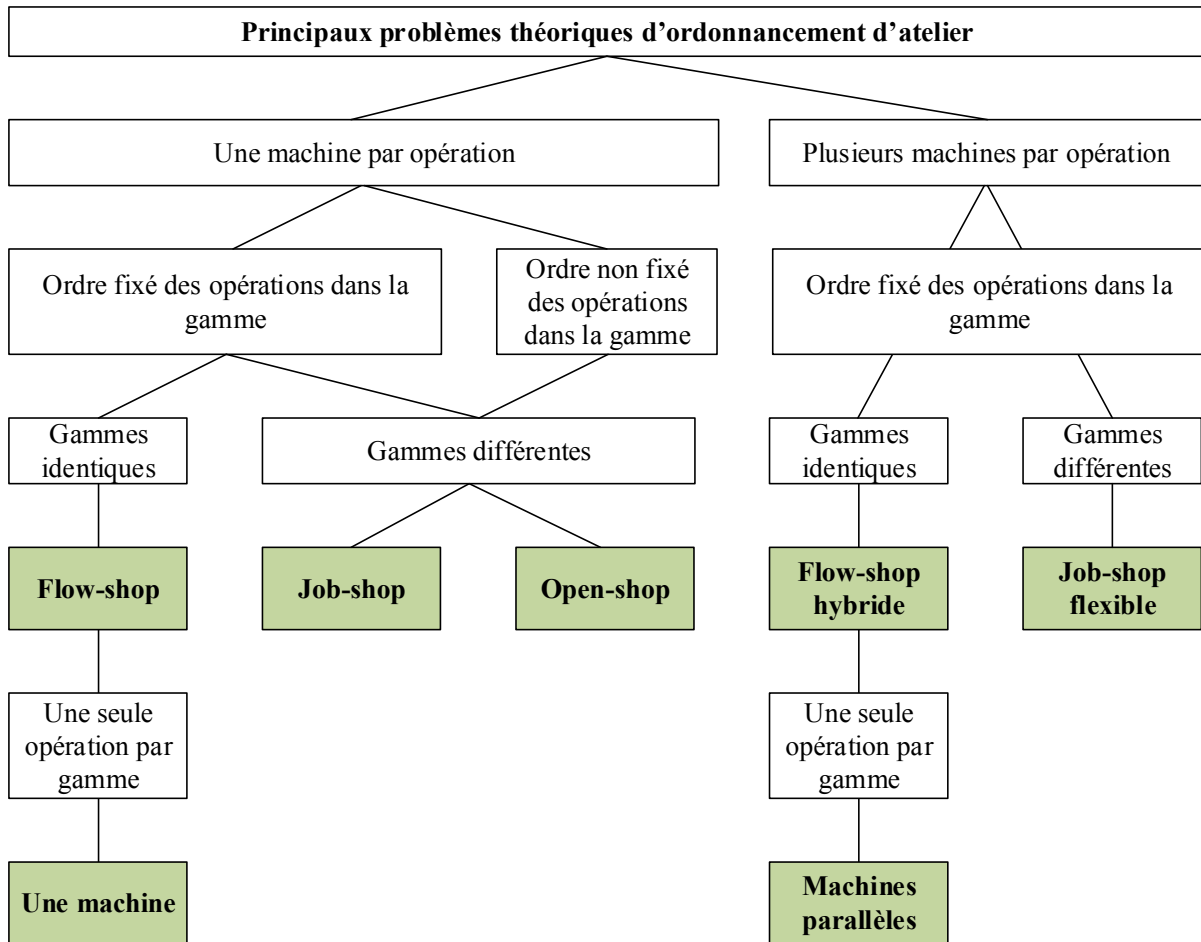 Principaux problèmes théoriques d’ordonnancement d’atelier
Une machine par opération
Plusieurs machines par opération
Ordre fixé des opérations dans la
gamme
Ordre non fixé
des opérations
dans la gamme
Ordre fixé des opérations dans la
gamme
Gammes
identiques
Gammes différentes
Gammes
identiques
Gammes
différentes
Flow-shop
Job-shop
Open-shop
Flow-shop
hybride
Job-shop
flexible
Une seule
opération par
gamme
Une seule
opération par
gamme
Une machine
Machines
parallèles